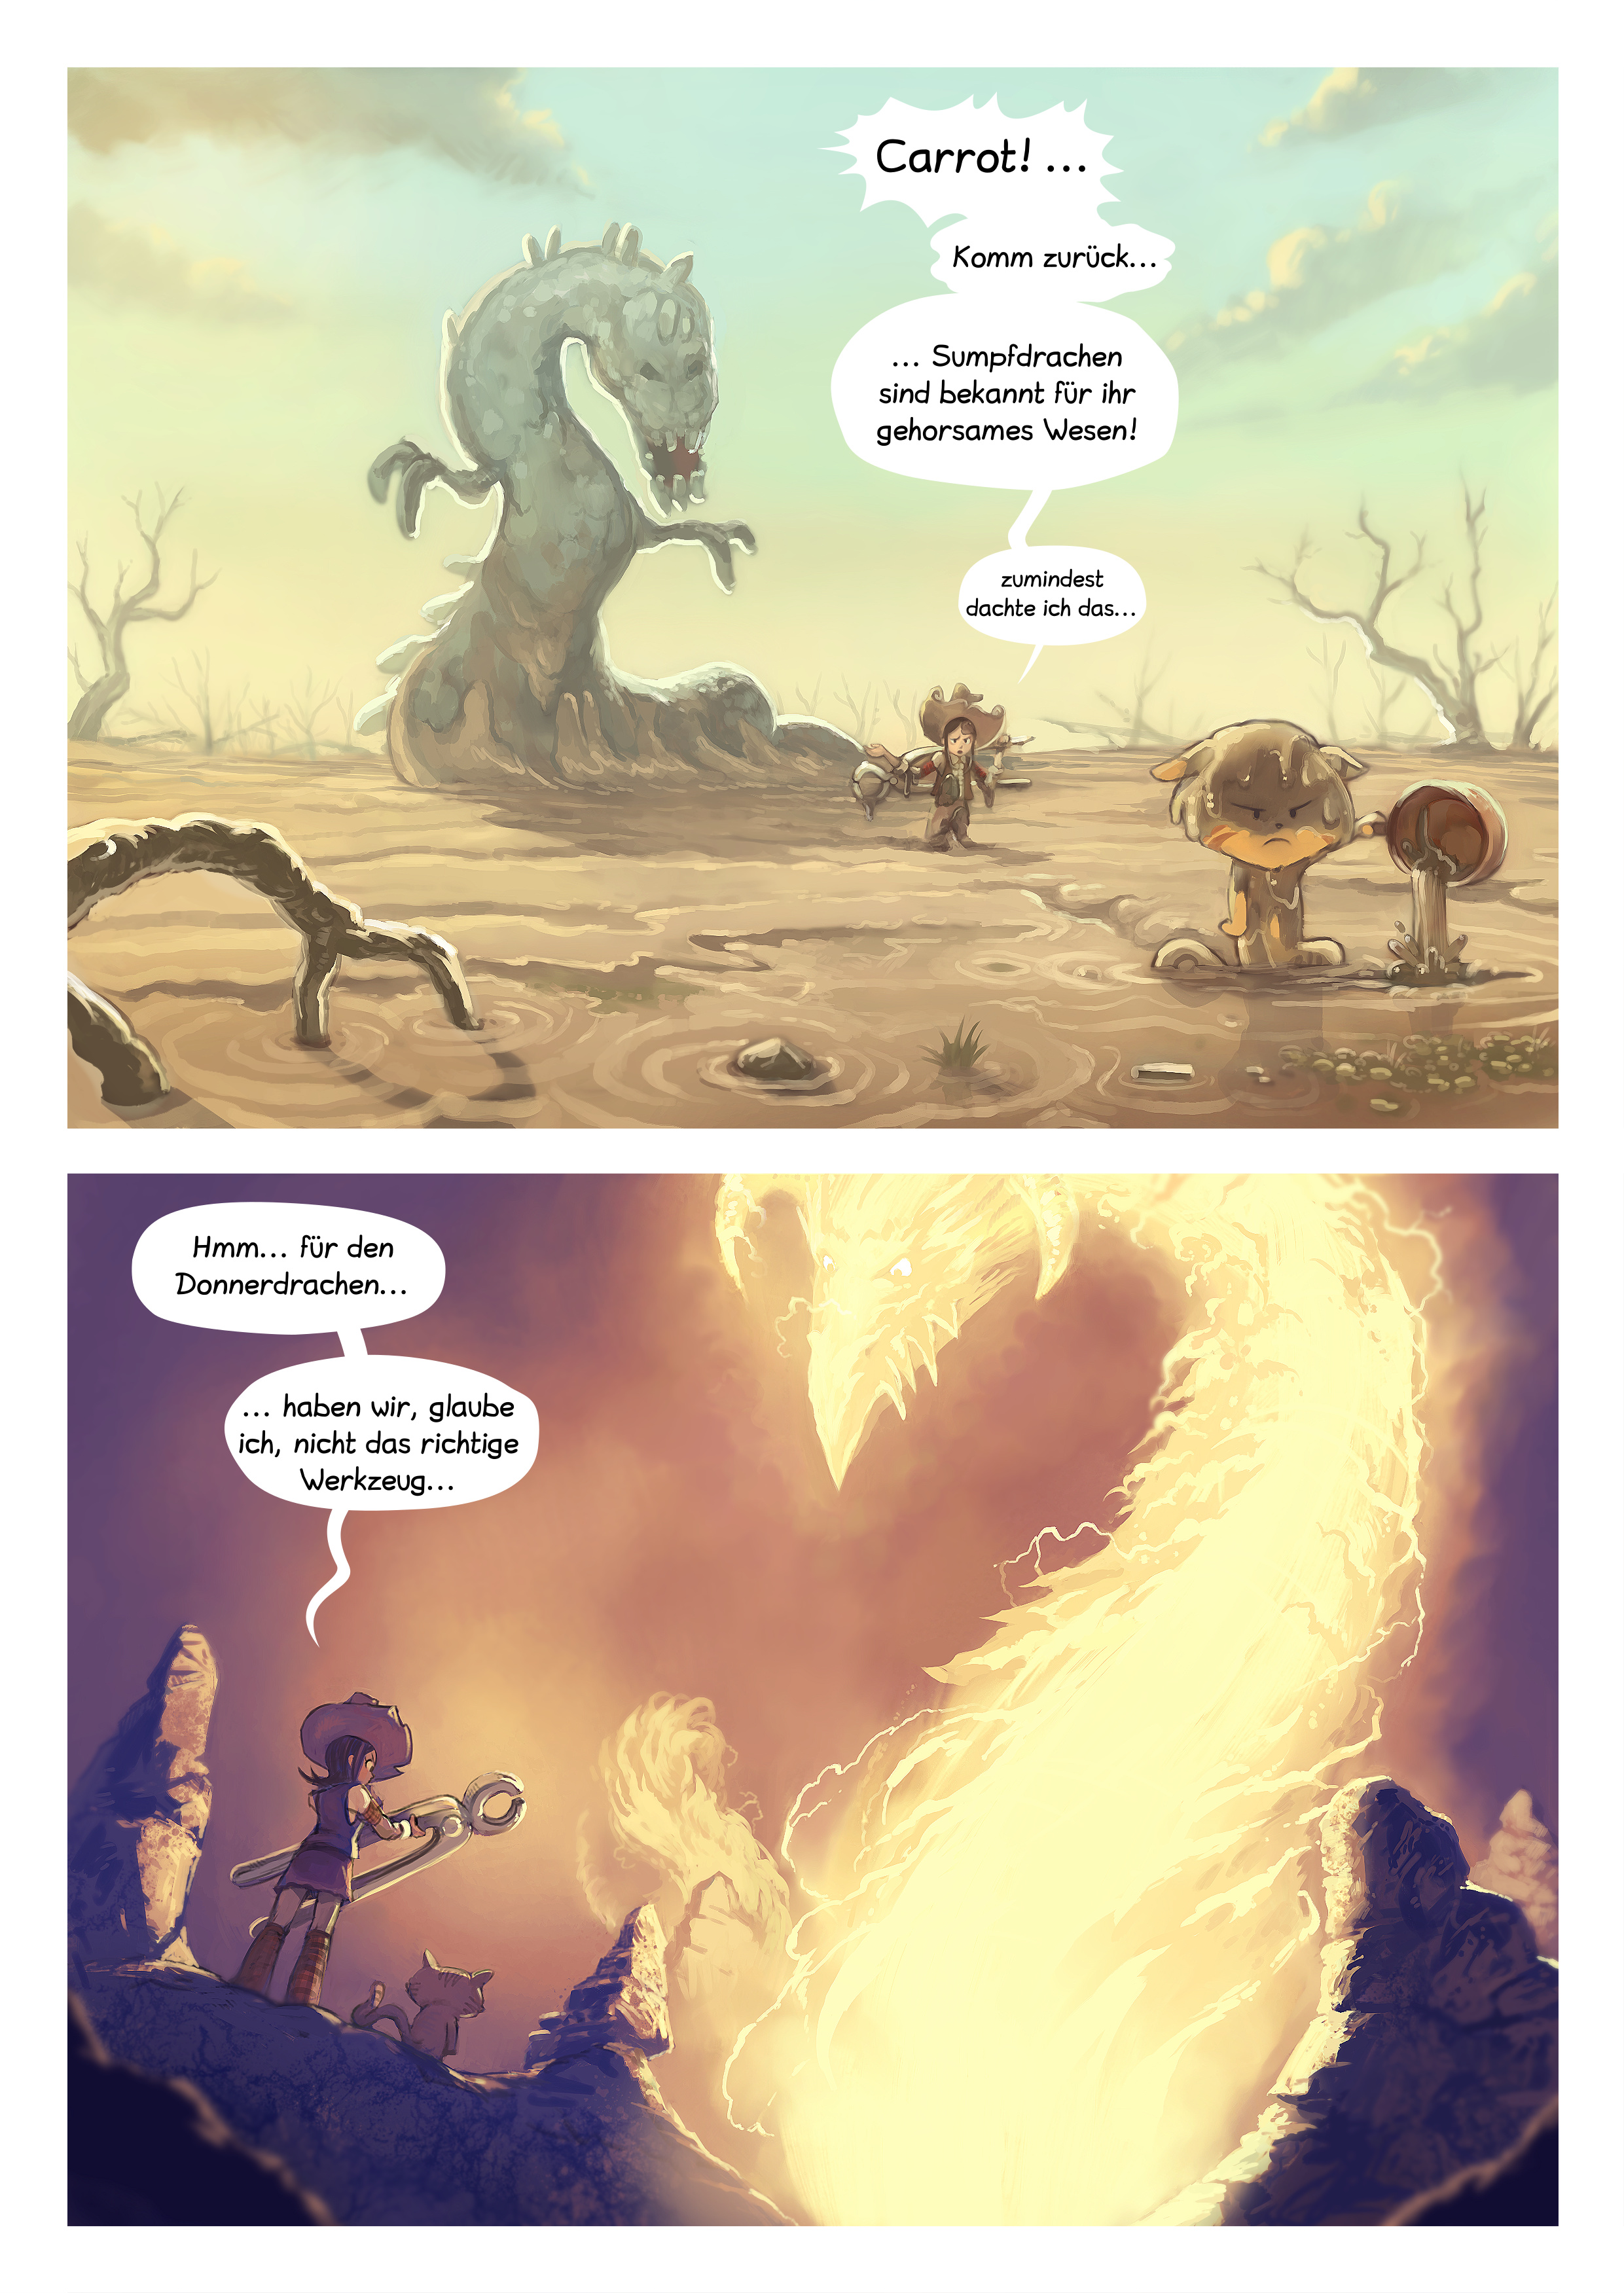 Carrot! ...
Komm zurück...
... Sumpfdrachen
sind bekannt für ihr
gehorsames Wesen!
zumindest
dachte ich das...
Hmm... für den
Donnerdrachen...
... haben wir, glaube
ich, nicht das richtige
Werkzeug...